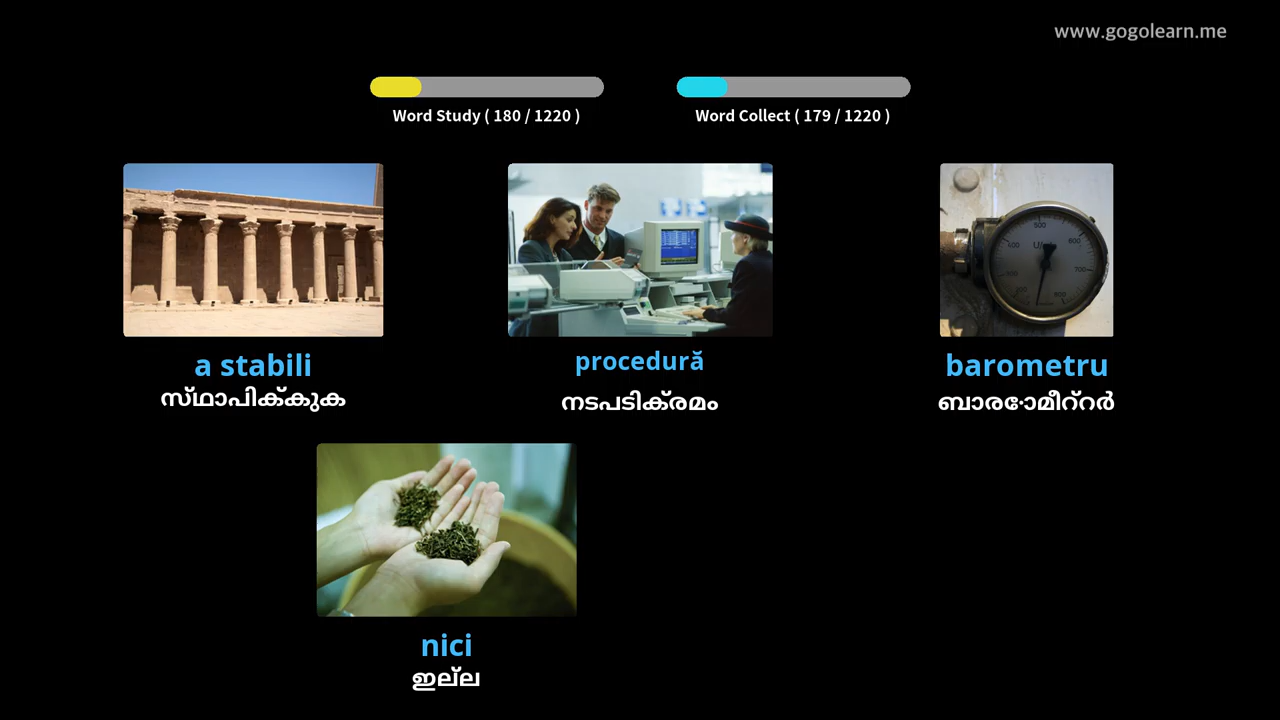 www.gogolearn.me
Word Study ( 180 / 1220 )
Word Collect ( 179 / 1220 )
a stabili
സ്ഥാപിക്കുക
procedură
നടപടിക്രമം
barometru
ബാരോമീറ്റർ
nici
ഇല്ല